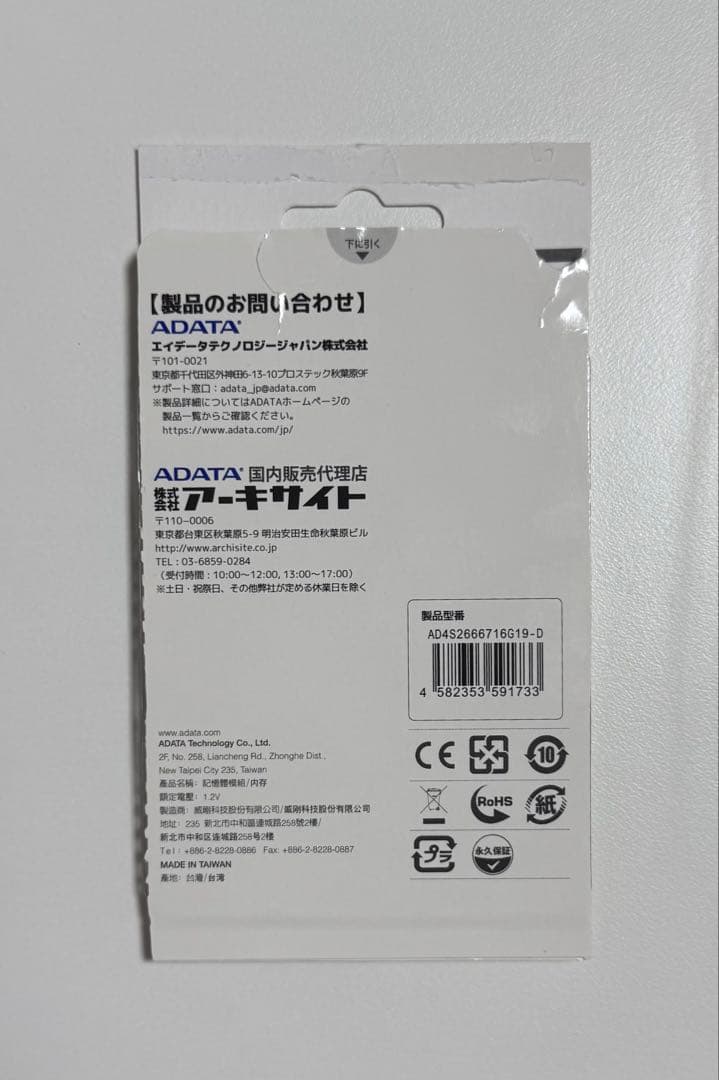 下に引く
【製品のお問い合わせ】
ADATA
エイデータテクノロジージャパン株式会社
〒101-0021
東京都千代田区外神田6-13-10プロステック秋葉原9F
サポート窓口：adata_jp@adata.com
※製品詳細についてはADATAホームページの
製品一覧からご確認ください。
https://www.adata.com/jp/
ADATA 国内販売代理店
株式会社アーキサイト
〒110-0006
東京都台東区秋葉原5-9 明治安田生命秋葉原ビル
http://www.archisite.co.jp
TEL：03-6859-0284
（受付時間：10:00～12:00, 13:00～17:00）
※土日・祝祭日、その他弊社が定める休業日を除く
製品型番
AD4S2666716G19-D
4 582353 591733
www.adata.com
ADATA Technology Co., Ltd.
2F, No. 258, Liancheng Rd., Zhonghe Dist.,
New Taipei City 235, Taiwan
產品名稱：記憶體模組/内存
額定電壓：1.2V
製造商：威剛科技股份有限公司/威刚科技股份有限公司
地址：235 新北市中和區連城路258號2樓/
新北市中和区连城路258号2楼
Tel：+886-2-8228-0886 Fax: +886-2-8228-0887
MADE IN TAIWAN
產地：台灣/台湾
CE
10
RoHS
紙
プラ
永久保証